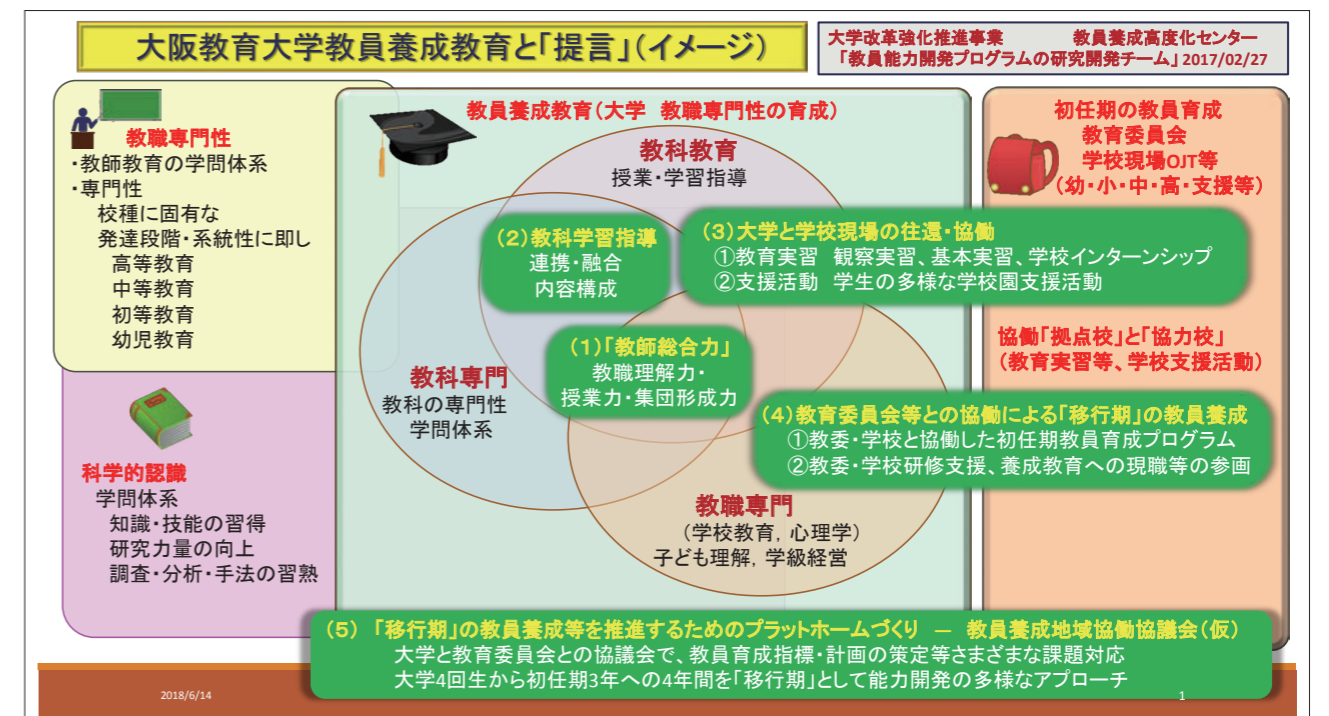 大阪教育大学教員養成教育と「提言」(イメージ)
大学改革強化推進事業　教員養成高度化センター
「教員能力開発プログラムの研究開発チーム」2017/02/27
教職専門性
・教師教育の学問体系
・専門性
校種に固有な
発達段階・系統性に即し
高等教育
中等教育
初等教育
幼児教育
科学的認識
学問体系
知識・技能の習得
研究力量の向上
調査・分析・手法の習熟
教員養成教育(大学　教職専門性の育成)
教科教育
授業・学習指導
(2)教科学習指導
連携・融合
内容構成
(3)大学と学校現場の往還・協働
①教育実習　観察実習、基本実習、学校インターンシップ
②支援活動　学生の多様な学校園支援活動
(1)「教師総合力」
教職理解力・
授業力・集団形成力
教科専門
教科の専門性
学問体系
(4)教育委員会等との協働による「移行期」の教員養成
①教委・学校と協働した初任期教員育成プログラム
②教委・学校研修支援、養成教育への現職等の参画
教職専門
(学校教育, 心理学)
子ども理解, 学級経営
初任期の教員育成
教育委員会
学校現場OJT等
(幼・小・中・高・支援等)
協働「拠点校」と「協力校」
(教育実習等、学校支援活動)
(5)　「移行期」の教員養成等を推進するためのプラットホームづくり　―　教員養成地域協働協議会(仮)
大学と教育委員会との協議会で、教員育成指標・計画の策定等さまざまな課題対応
大学4回生から初任期3年への4年間を「移行期」として能力開発の多様なアプローチ
2018/6/14
1